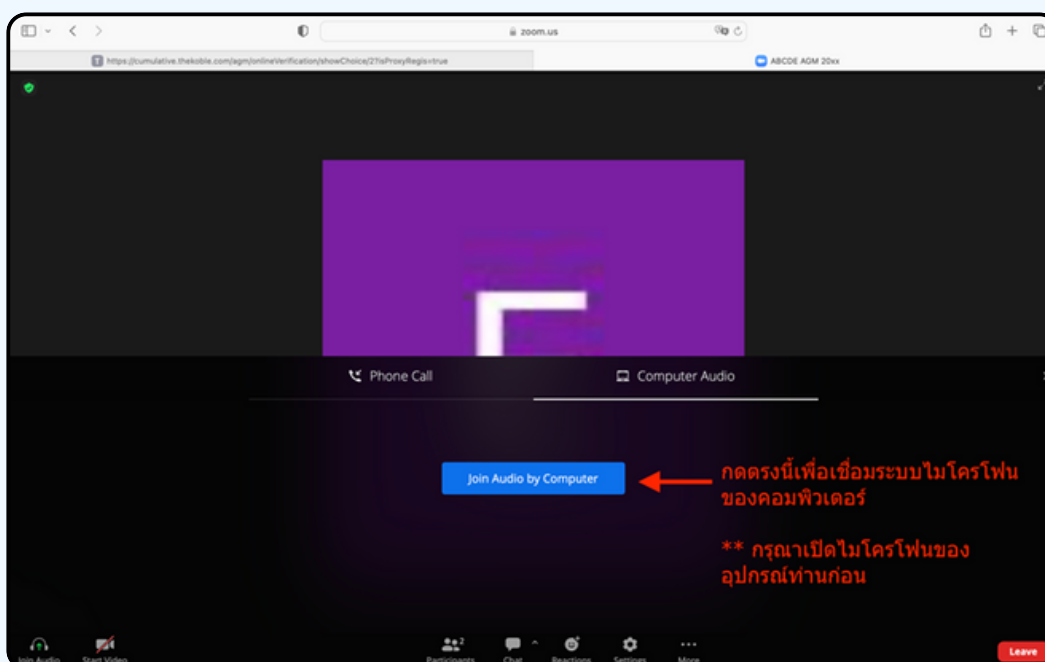 zoom.us
https://cumulative.thekoble.com/agm/onlineVerification/showChoice/2?isProxyRegis=true
ABCDE AGM 20xx
Phone Call
Computer Audio
Join Audio by Computer
กดตรงนี้เพื่อเชื่อมระบบไมโครโฟน
ของคอมพิวเตอร์
** กรุณาเปิดไมโครโฟนของ
อุปกรณ์ท่านก่อน
2
Join Audio
Start Video
Participants
Chat
Reactions
Settings
More
Leave